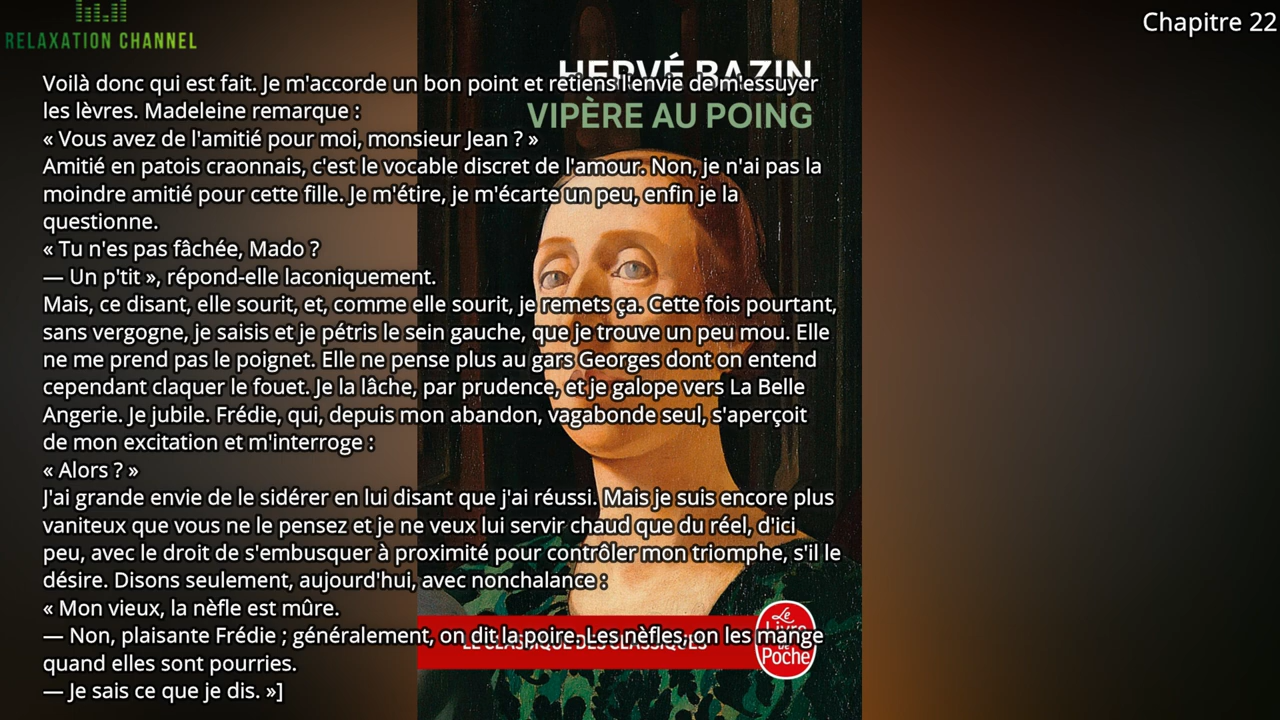 RELAXATION CHANNEL
Chapitre 22
HERVÉ BAZIN
VIPÈRE AU POING
Voilà donc qui est fait. Je m'accorde un bon point et retiens l'envie de m'essuyer
les lèvres. Madeleine remarque :
« Vous avez de l'amitié pour moi, monsieur Jean ? »
Amitié en patois craonnais, c'est le vocable discret de l'amour. Non, je n'ai pas la
moindre amitié pour cette fille. Je m'étire, je m'écarte un peu, enfin je la
questionne.
« Tu n'es pas fâchée, Mado ?
— Un p'tit », répond-elle laconiquement.
Mais, ce disant, elle sourit, et, comme elle sourit, je remets ça. Cette fois pourtant,
sans vergogne, je saisis et je pétris le sein gauche, que je trouve un peu mou. Elle
ne me prend pas le poignet. Elle ne pense plus au gars Georges dont on entend
cependant claquer le fouet. Je la lâche, par prudence, et je galope vers La Belle
Angerie. Je jubile. Frédie, qui, depuis mon abandon, vagabonde seul, s'aperçoit
de mon excitation et m'interroge :
« Alors ? »
J'ai grande envie de le sidérer en lui disant que j'ai réussi. Mais je suis encore plus
vaniteux que vous ne le pensez et je ne veux lui servir chaud que du réel, d'ici
peu, avec le droit de s'embusquer à proximité pour contrôler mon triomphe, s'il le
désire. Disons seulement, aujourd'hui, avec nonchalance :
« Mon vieux, la nèfle est mûre.
— Non, plaisante Frédie ; généralement, on dit la poire. Les nèfles, on les mange
quand elles sont pourries.
— Je sais ce que je dis. »]
LE CLASSIQUE DES CLASSIQUES
Le
Livre
de
Poche